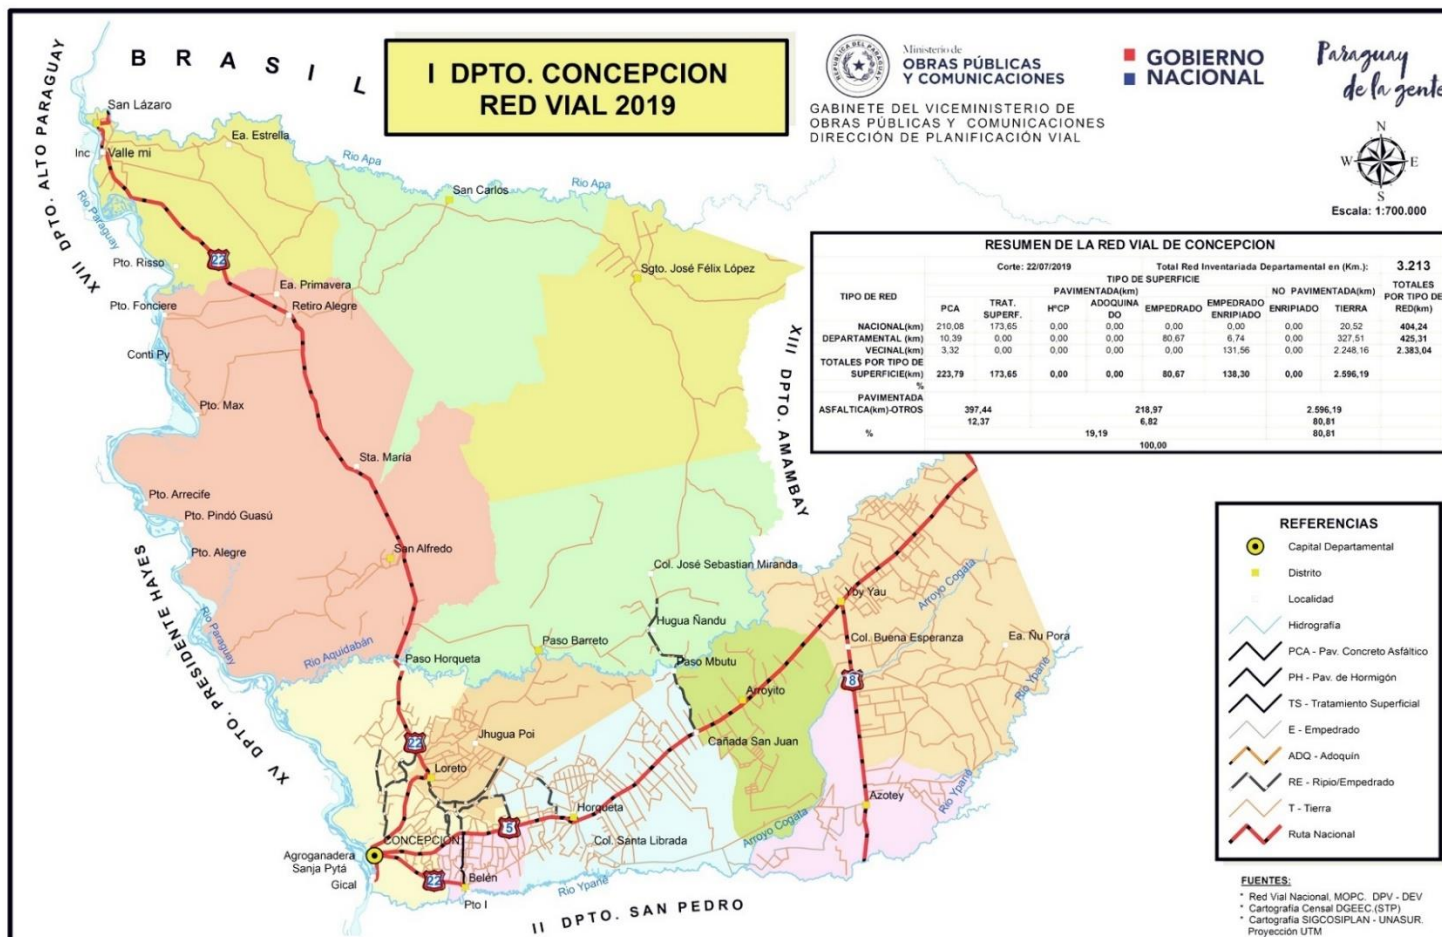 B R A S I L
I DPTO. CONCEPCION
RED VIAL 2019
REPUBLICA DEL PARAGUAY
Ministerio de
OBRAS PÚBLICAS
Y COMUNICACIONES
GOBIERNO
NACIONAL
Paraguay
de la gente
GABINETE DEL VICEMINISTERIO DE
OBRAS PÚBLICAS Y COMUNICACIONES
DIRECCIÓN DE PLANIFICACIÓN VIAL
N
W E
S
Escala: 1:700.000
XVII DPTO. ALTO PARAGUAY
San Lázaro
Ea. Estrella
Inc
Valle mi
Rio Apa
Rio Apa
San Carlos
Rio Paraguay
Pto. Risso
22
Sgto. José Félix López
Ea. Primavera
Pto. Fonciere
Retiro Alegre
Conti Py
XIII DPTO. AMAMBAY
Pto. Max
Sta. María
Pto. Arrecife
Pto. Pindó Guasú
Pto. Alegre
San Alfredo
XV DPTO. PRESIDENTE HAYES
Col. José Sebastian Miranda
Yby Yau
Arroyo Cogata
Rio Paraguay
Rio Aquidabán
Paso Barreto
Hugua Ñandu
Col. Buena Esperanza
Ea. Ñu Pora
Paso Horqueta
Paso Mbutu
8
Rio Ypané
Arroyito
22
Jhugua Poi
Cañada San Juan
Loreto
Azotey
Rio Ypané
Horqueta
5
CONCEPCIÓN
Col. Santa Librada
Arroyo Cogata
Agroganadera
Sanja Pytá
Gical
22
Belén
Rio Ypané
Pto I
II DPTO. SAN PEDRO
RESUMEN DE LA RED VIAL DE CONCEPCION
Corte: 22/07/2019 Total Red Inventariada Departamental en (Km.): 3.213
TIPO DE SUPERFICIE
TIPO DE RED PAVIMENTADA(km) NO PAVIMENTADA(km) TOTALES POR TIPO DE RED(km)
PCA TRAT. SUPERF. HºCP ADOQUINA DO EMPEDRADO EMPEDRADO ENRIPIADO ENRIPIADO TIERRA
NACIONAL(km) 210,08 173,65 0,00 0,00 0,00 0,00 0,00 20,52 404,24
DEPARTAMENTAL (km) 10,39 0,00 0,00 0,00 80,67 6,74 0,00 327,51 425,31
VECINAL(km) 3,32 0,00 0,00 0,00 0,00 131,56 0,00 2.248,16 2.383,04
TOTALES POR TIPO DE
SUPERFICIE(km) 223,79 173,65 0,00 0,00 80,67 138,30 0,00 2.596,19
%
PAVIMENTADA
ASFALTICA(km)-OTROS 397,44 218,97 2.596,19
12,37 6,82 80,81
% 19,19 80,81
100,00
REFERENCIAS
Capital Departamental
Distrito
Localidad
Hidrografía
PCA - Pav. Concreto Asfáltico
PH - Pav. de Hormigón
TS - Tratamiento Superficial
E - Empedrado
ADQ - Adoquín
RE - Ripio/Empedrado
T - Tierra
Ruta Nacional
FUENTES:
* Red Vial Nacional, MOPC. DPV - DEV
* Cartografía Censal DGEEC.(STP)
* Cartografía SIGCOSIPLAN - UNASUR.
Proyección UTM